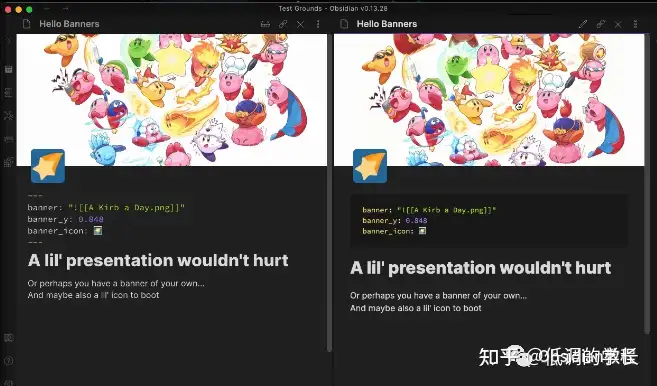 Test Grounds - Obsidian v0.13.28
Hello Banners
---
banner: "![[A Kirb a Day.png]]"
banner_y: 0.848
banner_icon:
---
A lil' presentation wouldn't hurt
Or perhaps you have a banner of your own...
And maybe also a lil' icon to boot
Hello Banners
banner: "![[A Kirb a Day.png]]"
banner_y: 0.848
banner_icon:
A lil' presentation wouldn't hurt
Or perhaps you have a banner of your own...
And maybe also a lil' icon to boot
知乎 @低调的学长